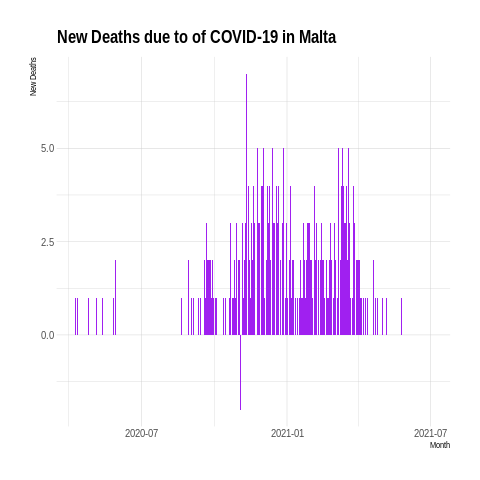 New Deaths due to of COVID-19 in Malta
New Deaths
5.0
2.5
0.0
2020-07
2021-01
2021-07
Month